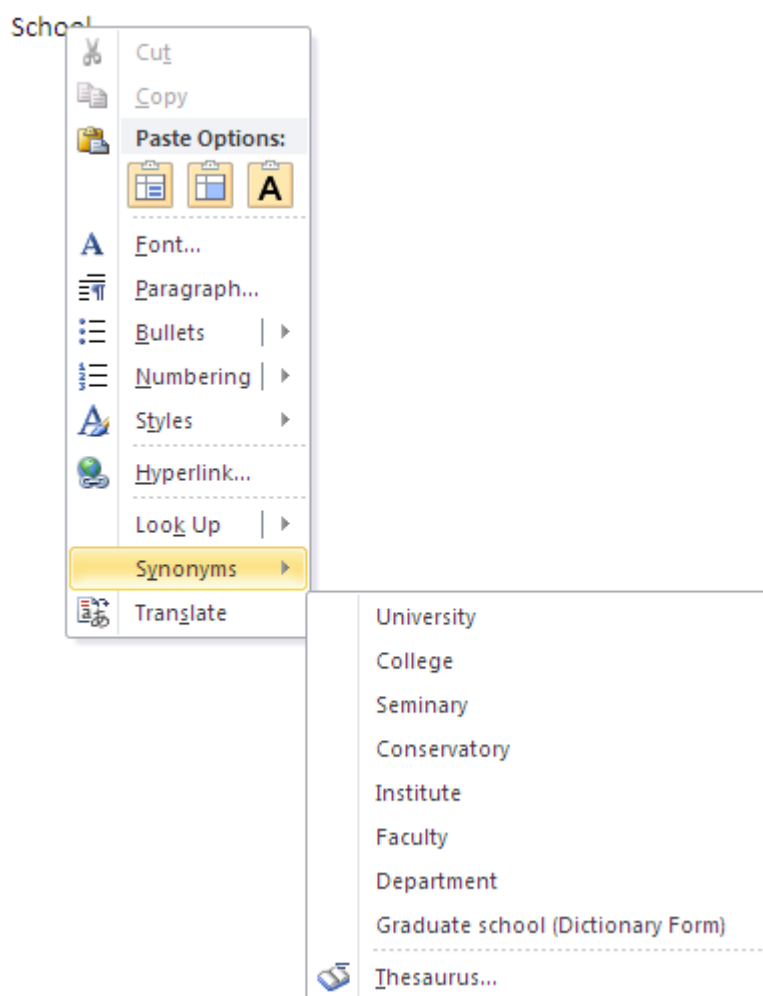 School
Cut
Copy
Paste Options:
A
A Font...
Paragraph...
Bullets
Numbering
Styles
Hyperlink...
Look Up
Synonyms
Translate
University
College
Seminary
Conservatory
Institute
Faculty
Department
Graduate school (Dictionary Form)
Thesaurus...